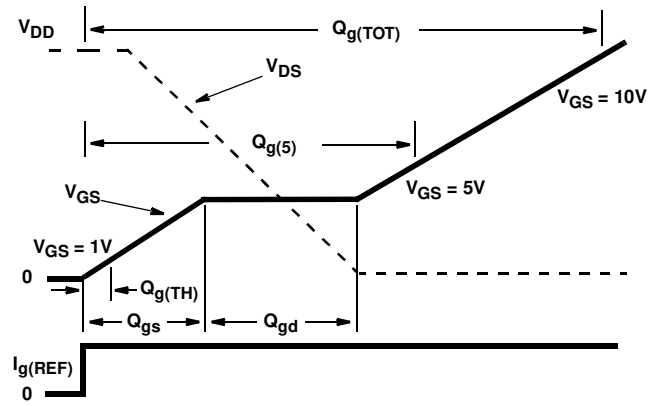 V_DD
Q_g(TOT)
V_DS
V_GS = 10V
Q_g(5)
V_GS
V_GS = 5V
V_GS = 1V
0
Q_g(TH)
Q_gs
Q_gd
I_g(REF)
0